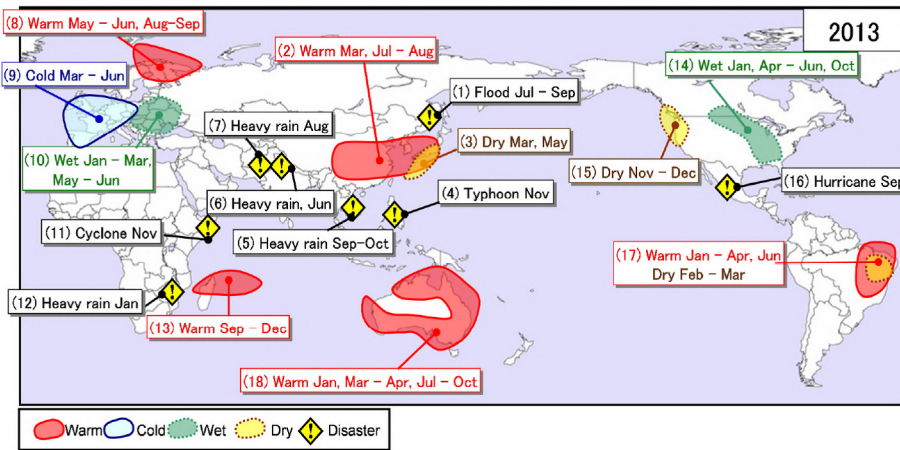 2013
(8) Warm May - Jun, Aug-Sep
(2) Warm Mar, Jul - Aug
(14) Wet Jan, Apr - Jun, Oct
(9) Cold Mar - Jun
(1) Flood Jul - Sep
(7) Heavy rain Aug
(3) Dry Mar, May
(10) Wet Jan - Mar,
May - Jun
(15) Dry Nov - Dec
(16) Hurricane Sep
(6) Heavy rain, Jun
(4) Typhoon Nov
(11) Cyclone Nov
(5) Heavy rain Sep-Oct
(17) Warm Jan - Apr, Jun
Dry Feb - Mar
(12) Heavy rain Jan
(13) Warm Sep - Dec
(18) Warm Jan, Mar - Apr, Jul - Oct
Warm Cold Wet Dry Disaster